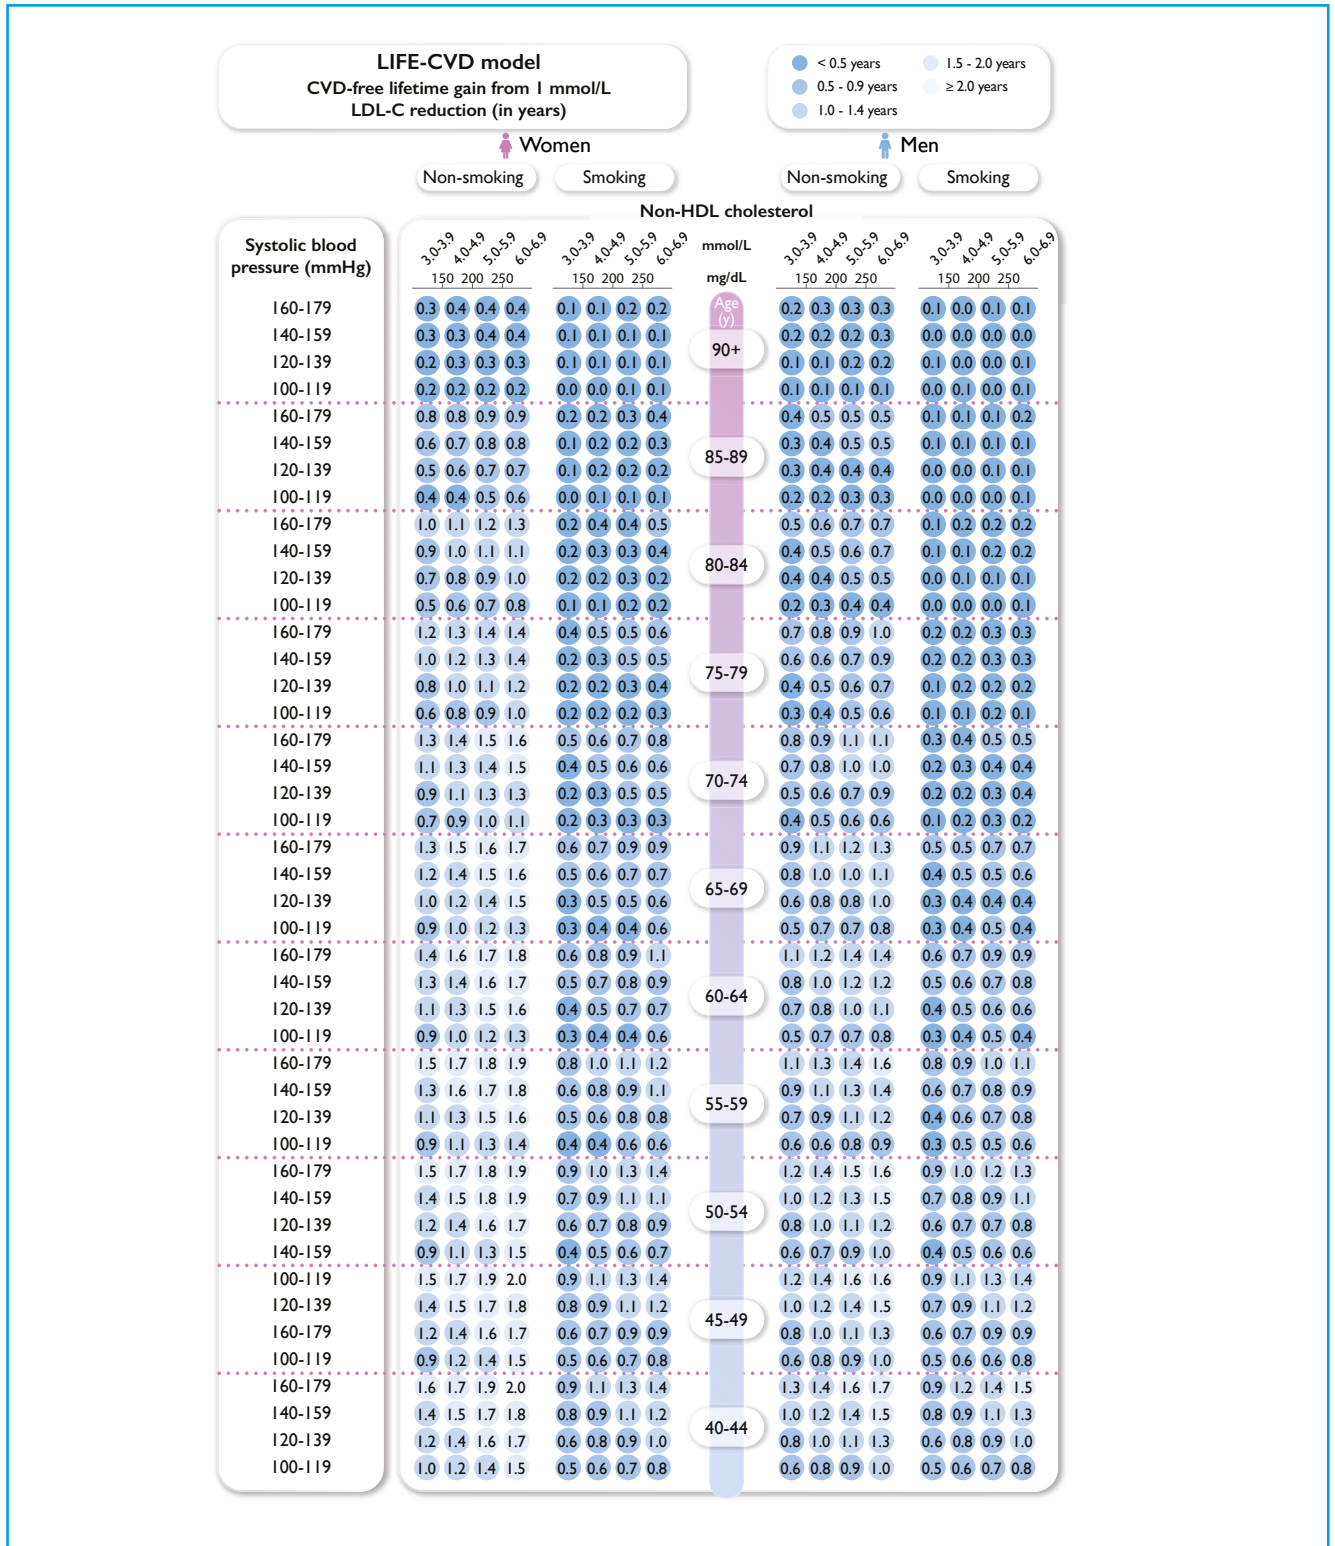 LIFE-CVD model
CVD-free lifetime gain from 1 mmol/L
LDL-C reduction (in years)
< 0.5 years 1.5 - 2.0 years
0.5 - 0.9 years ≥ 2.0 years
1.0 - 1.4 years
Women Men
Non-smoking Smoking Non-smoking Smoking
Non-HDL cholesterol
Systolic blood
pressure (mmHg)
3.0-3.9 4.0-4.9 5.0-5.9 6.0-6.9 3.0-3.9 4.0-4.9 5.0-5.9 6.0-6.9 mmol/L 3.0-3.9 4.0-4.9 5.0-5.9 6.0-6.9 3.0-3.9 4.0-4.9 5.0-5.9 6.0-6.9
150 200 250 150 200 250 mg/dL 150 200 250 150 200 250
Age
(y)
160-179 0.3 0.4 0.4 0.4 0.1 0.1 0.2 0.2 0.2 0.3 0.3 0.3 0.1 0.0 0.1 0.1
140-159 0.3 0.3 0.4 0.4 0.1 0.1 0.1 0.1 0.2 0.2 0.2 0.3 0.0 0.0 0.0 0.0
90+
120-139 0.2 0.3 0.3 0.3 0.1 0.1 0.1 0.1 0.1 0.1 0.2 0.2 0.1 0.0 0.0 0.1
100-119 0.2 0.2 0.2 0.2 0.0 0.0 0.1 0.1 0.1 0.1 0.1 0.1 0.0 0.1 0.0 0.1
160-179 0.8 0.8 0.9 0.9 0.2 0.2 0.3 0.4 0.4 0.5 0.5 0.5 0.1 0.1 0.1 0.2
140-159 0.6 0.7 0.8 0.8 0.1 0.2 0.2 0.3 0.3 0.4 0.5 0.5 0.1 0.1 0.1 0.1
85-89
120-139 0.5 0.6 0.7 0.7 0.1 0.2 0.2 0.2 0.3 0.4 0.4 0.4 0.0 0.0 0.1 0.1
100-119 0.4 0.4 0.5 0.6 0.0 0.1 0.1 0.1 0.2 0.2 0.3 0.3 0.0 0.0 0.0 0.1
160-179 1.0 1.1 1.2 1.3 0.2 0.4 0.4 0.5 0.5 0.6 0.7 0.7 0.1 0.2 0.2 0.2
140-159 0.9 1.0 1.1 1.1 0.2 0.3 0.3 0.4 0.4 0.5 0.6 0.7 0.1 0.1 0.2 0.2
80-84
120-139 0.7 0.8 0.9 1.0 0.2 0.2 0.3 0.2 0.4 0.4 0.5 0.5 0.0 0.1 0.1 0.1
100-119 0.5 0.6 0.7 0.8 0.1 0.1 0.2 0.2 0.2 0.3 0.4 0.4 0.0 0.0 0.0 0.1
160-179 1.2 1.3 1.4 1.4 0.4 0.5 0.5 0.6 0.7 0.8 0.9 1.0 0.2 0.2 0.3 0.3
140-159 1.0 1.2 1.3 1.4 0.2 0.3 0.5 0.5 0.6 0.6 0.7 0.9 0.2 0.2 0.3 0.3
75-79
120-139 0.8 1.0 1.1 1.2 0.2 0.2 0.3 0.4 0.4 0.5 0.6 0.7 0.1 0.2 0.2 0.2
100-119 0.6 0.8 0.9 1.0 0.2 0.2 0.2 0.3 0.3 0.4 0.5 0.6 0.1 0.1 0.2 0.1
160-179 1.3 1.4 1.5 1.6 0.5 0.6 0.7 0.8 0.8 0.9 1.1 1.1 0.3 0.4 0.5 0.5
140-159 1.1 1.3 1.4 1.5 0.4 0.5 0.6 0.6 0.7 0.8 1.0 1.0 0.2 0.3 0.4 0.4
70-74
120-139 0.9 1.1 1.3 1.3 0.2 0.3 0.5 0.5 0.5 0.6 0.7 0.9 0.2 0.2 0.3 0.4
100-119 0.7 0.9 1.0 1.1 0.2 0.3 0.3 0.3 0.4 0.5 0.6 0.6 0.1 0.2 0.3 0.2
160-179 1.3 1.5 1.6 1.7 0.6 0.7 0.9 0.9 0.9 1.1 1.2 1.3 0.5 0.5 0.7 0.7
140-159 1.2 1.4 1.5 1.6 0.5 0.6 0.7 0.7 0.8 1.0 1.0 1.1 0.4 0.5 0.5 0.6
65-69
120-139 1.0 1.2 1.4 1.5 0.3 0.5 0.5 0.6 0.6 0.8 0.8 1.0 0.3 0.4 0.4 0.4
100-119 0.9 1.0 1.2 1.3 0.3 0.4 0.4 0.6 0.5 0.7 0.7 0.8 0.3 0.4 0.5 0.4
160-179 1.4 1.6 1.7 1.8 0.6 0.8 0.9 1.1 1.1 1.2 1.4 1.4 0.6 0.7 0.9 0.9
140-159 1.3 1.4 1.6 1.7 0.5 0.7 0.8 0.9 0.8 1.0 1.2 1.2 0.5 0.6 0.7 0.8
60-64
120-139 1.1 1.3 1.5 1.6 0.4 0.5 0.7 0.7 0.7 0.8 1.0 1.1 0.4 0.5 0.6 0.6
100-119 0.9 1.0 1.2 1.3 0.3 0.4 0.4 0.6 0.5 0.7 0.7 0.8 0.3 0.4 0.5 0.4
160-179 1.5 1.7 1.8 1.9 0.8 1.0 1.1 1.2 1.1 1.3 1.4 1.6 0.8 0.9 1.0 1.1
140-159 1.3 1.6 1.7 1.8 0.6 0.8 0.9 1.1 0.9 1.1 1.3 1.4 0.6 0.7 0.8 0.9
55-59
120-139 1.1 1.3 1.5 1.6 0.5 0.6 0.8 0.8 0.7 0.9 1.1 1.2 0.4 0.6 0.7 0.8
100-119 0.9 1.1 1.3 1.4 0.4 0.4 0.6 0.6 0.6 0.6 0.8 0.9 0.3 0.5 0.5 0.6
160-179 1.5 1.7 1.8 1.9 0.9 1.0 1.3 1.4 1.2 1.4 1.5 1.6 0.9 1.0 1.2 1.3
140-159 1.4 1.5 1.8 1.9 0.7 0.9 1.1 1.1 1.0 1.2 1.3 1.5 0.7 0.8 0.9 1.1
50-54
120-139 1.2 1.4 1.6 1.7 0.6 0.7 0.8 0.9 0.8 1.0 1.1 1.2 0.6 0.7 0.7 0.8
140-159 0.9 1.1 1.3 1.5 0.4 0.5 0.6 0.7 0.6 0.7 0.9 1.0 0.4 0.5 0.6 0.6
100-119 1.5 1.7 1.9 2.0 0.9 1.1 1.3 1.4 1.2 1.4 1.6 1.6 0.9 1.1 1.3 1.4
120-139 1.4 1.5 1.7 1.8 0.8 0.9 1.1 1.2 1.0 1.2 1.4 1.5 0.7 0.9 1.1 1.2
45-49
160-179 1.2 1.4 1.6 1.7 0.6 0.7 0.9 0.9 0.8 1.0 1.1 1.3 0.6 0.7 0.9 0.9
100-119 0.9 1.2 1.4 1.5 0.5 0.6 0.7 0.8 0.6 0.8 0.9 1.0 0.5 0.6 0.6 0.8
160-179 1.6 1.7 1.9 2.0 0.9 1.1 1.3 1.4 1.3 1.4 1.6 1.7 0.9 1.2 1.4 1.5
140-159 1.4 1.5 1.7 1.8 0.8 0.9 1.1 1.2 1.0 1.2 1.4 1.5 0.8 0.9 1.1 1.3
40-44
120-139 1.2 1.4 1.6 1.7 0.6 0.8 0.9 1.0 0.8 1.0 1.1 1.3 0.6 0.8 0.9 1.0
100-119 1.0 1.2 1.4 1.5 0.5 0.6 0.7 0.8 0.6 0.8 0.9 1.0 0.5 0.6 0.7 0.8